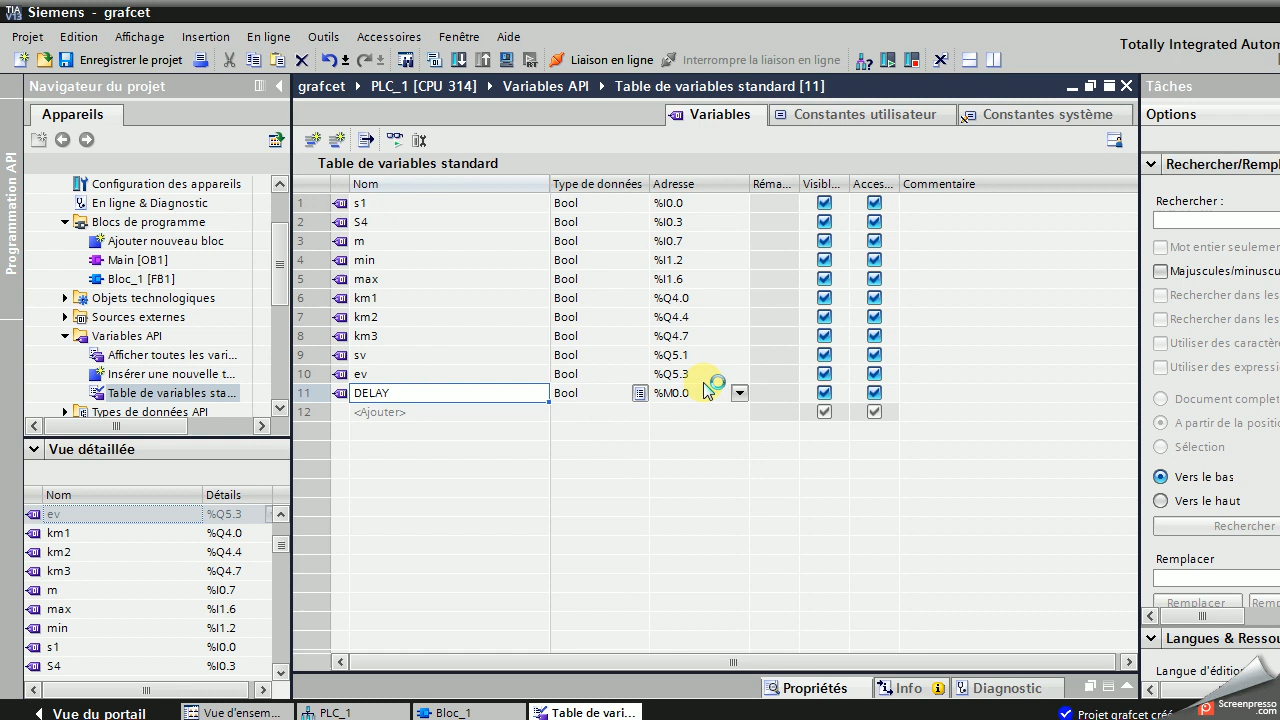 TIA V13 Siemens - grafcet
Projet Edition Affichage Insertion En ligne Outils Accessoires Fenêtre Aide
Totally Integrated Autom
Enregistrer le projet Liaison en ligne Interrompre la liaison en ligne
Navigateur du projet
grafcet PLC_1 [CPU 314] Variables API Table de variables standard [11]
Tâches
Appareils
Variables Constantes utilisateur Constantes système
Options
Programmation API
Table de variables standard
Rechercher/Rempl
Configuration des appareils
En ligne & Diagnostic
Blocs de programme
Ajouter nouveau bloc
Main [OB1]
Bloc_1 [FB1]
Objets technologiques
Sources externes
Variables API
Afficher toutes les vari...
Insérer une nouvelle t...
Table de variables sta...
Types de données API
Nom Type de données Adresse Réma... Visibl... Acces... Commentaire
1 s1 Bool %I0.0
2 S4 Bool %I0.3
3 m Bool %I0.7
4 min Bool %I1.2
5 max Bool %I1.6
6 km1 Bool %Q4.0
7 km2 Bool %Q4.4
8 km3 Bool %Q4.7
9 sv Bool %Q5.1
10 ev Bool %Q5.3
11 DELAY Bool %M0.0
12 <Ajouter>
Rechercher :
Mot entier seulemen
Majuscules/minuscu
Rechercher dans les
Rechercher dans les
Utiliser des caractèr
Utiliser des expressi
Document complet
A partir de la positio
Sélection
Vers le bas
Vers le haut
Rechercher
Remplacer
Remplacer Remp
Langues & Ressou
Langue d'éditio
Vue détaillée
Nom Détails
ev %Q5.3
km1 %Q4.0
km2 %Q4.4
km3 %Q4.7
m %I0.7
max %I1.6
min %I1.2
s1 %I0.0
S4 %I0.3
Propriétés Info Diagnostic
Vue du portail Vue d'ensem... PLC_1 Bloc_1 Table de vari...
Projet grafcet créé
Screenpresso
.com